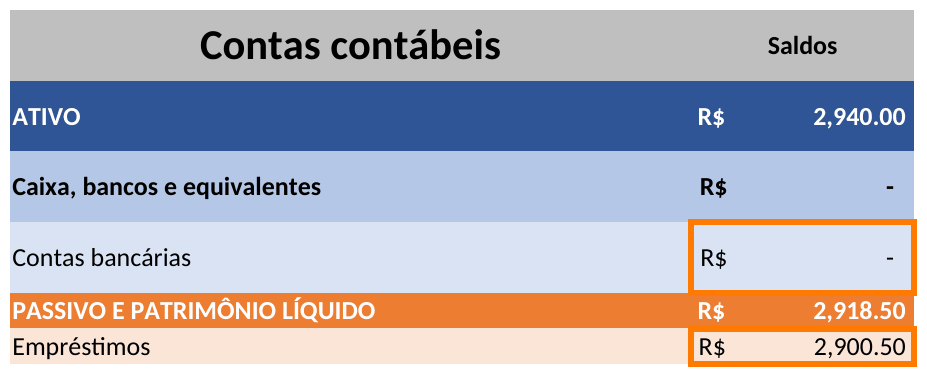 Contas contábeis Saldos
ATIVO R$ 2,940.00
Caixa, bancos e equivalentes R$ -
Contas bancárias R$ -
PASSIVO E PATRIMÔNIO LÍQUIDO R$ 2,918.50
Empréstimos R$ 2,900.50